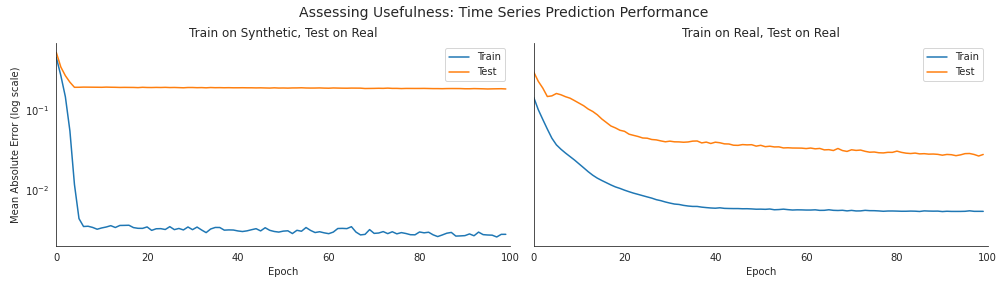 Assessing Usefulness: Time Series Prediction Performance
Train on Synthetic, Test on Real
Train
Test
Mean Absolute Error (log scale)
10⁻¹
10⁻²
0 20 40 60 80 100
Epoch
Train on Real, Test on Real
Train
Test
0 20 40 60 80 100
Epoch